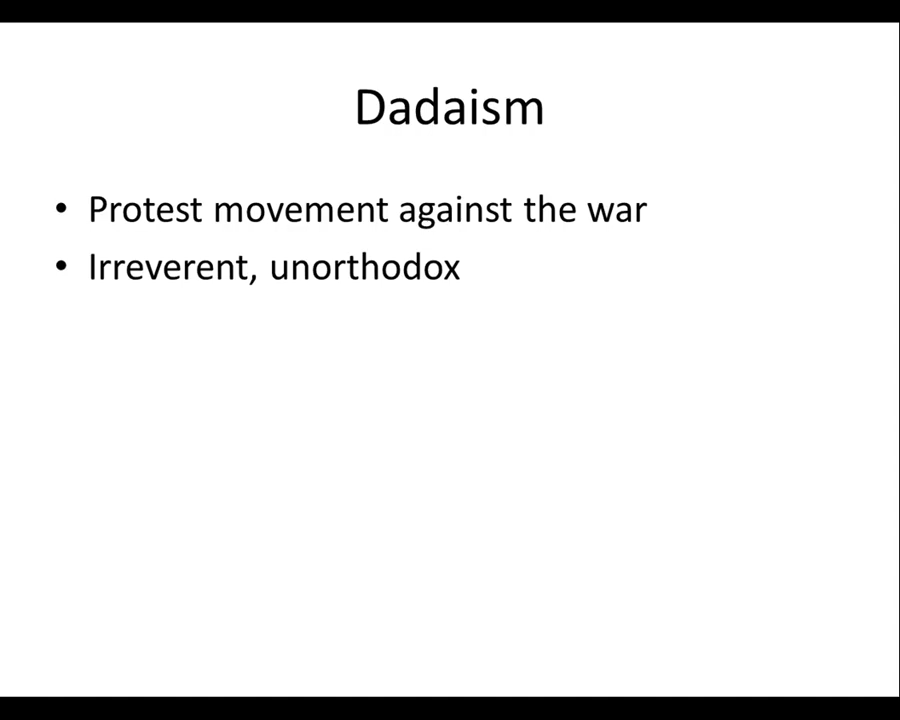 Dadaism
• Protest movement against the war
• Irreverent, unorthodox